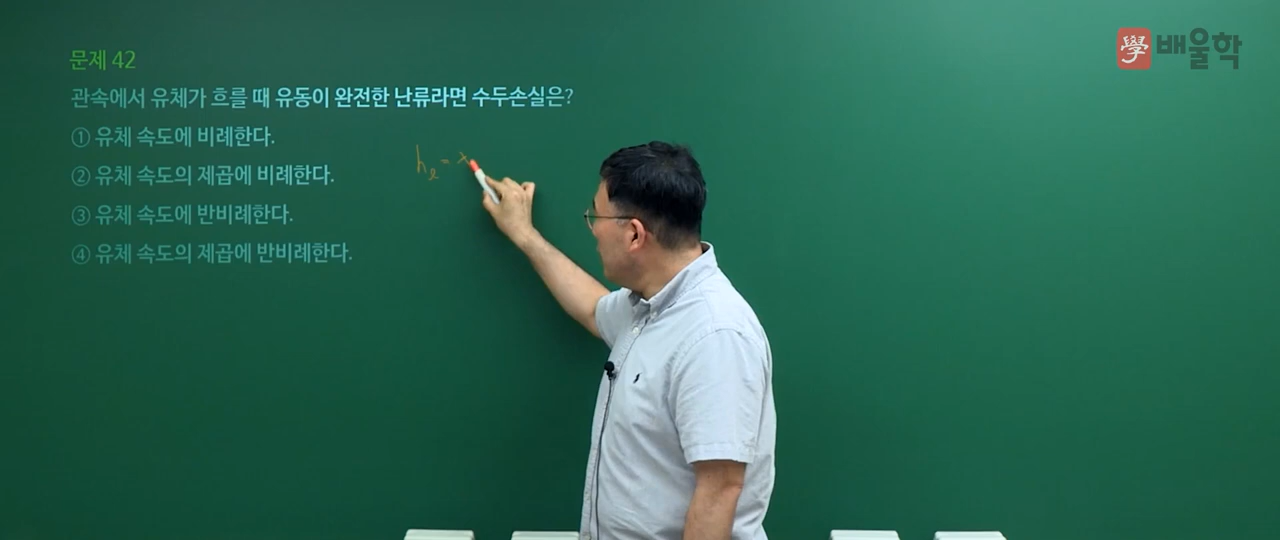 學 배울학
문제 42
관속에서 유체가 흐를 때 유동이 완전한 난류라면 수두손실은?
① 유체 속도에 비례한다.
② 유체 속도의 제곱에 비례한다.
③ 유체 속도에 반비례한다.
④ 유체 속도의 제곱에 반비례한다.
h_l =